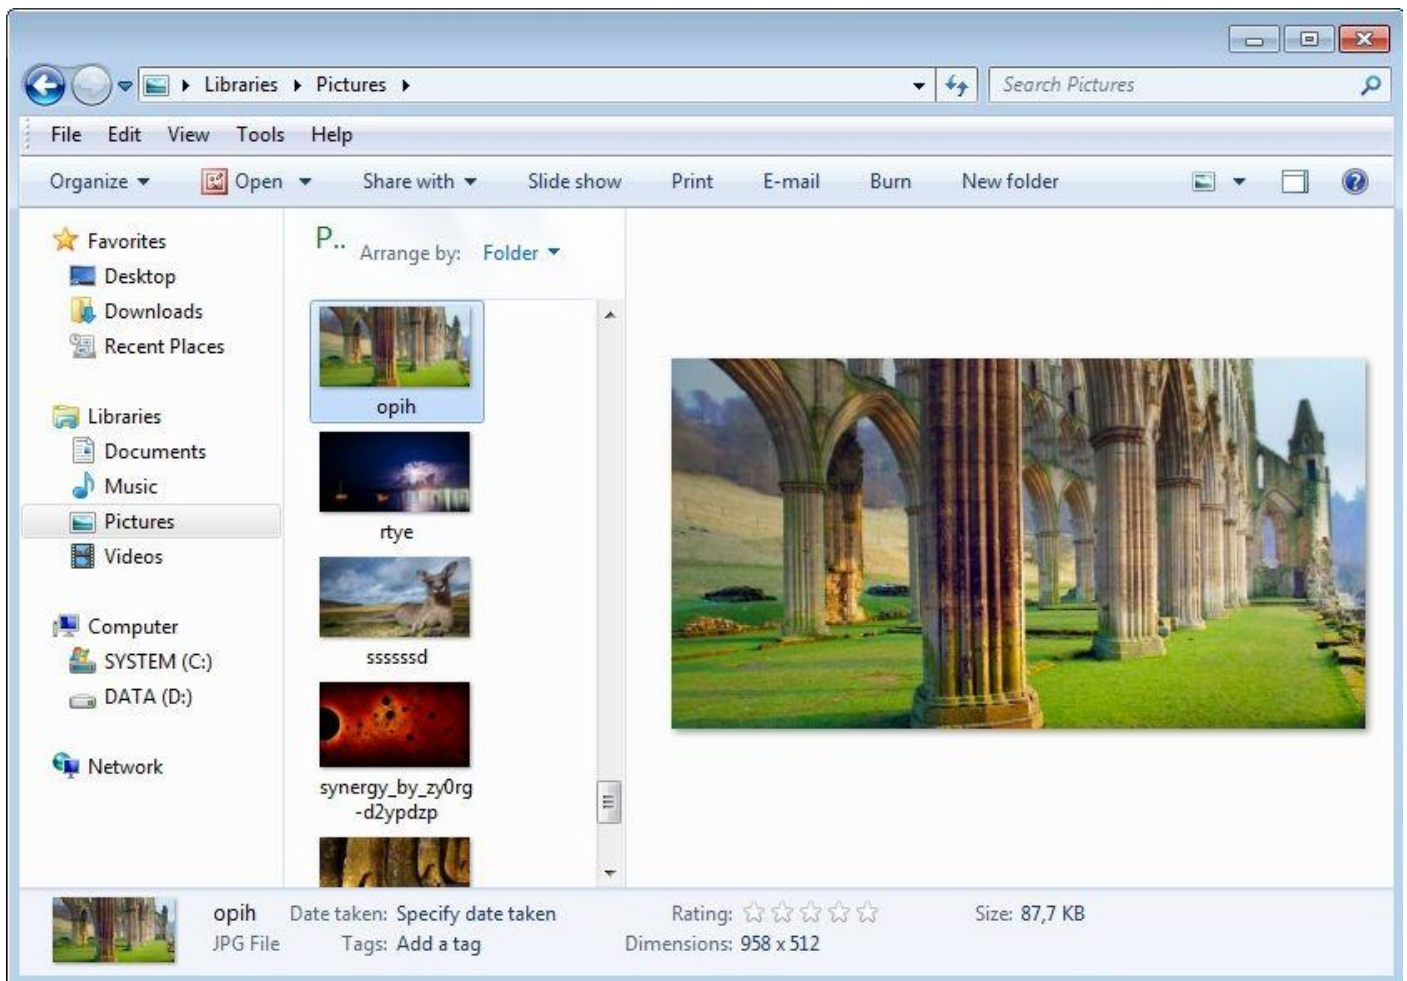 Libraries Pictures
Search Pictures
File Edit View Tools Help
Organize Open Share with Slide show Print E-mail Burn New folder
Favorites
Desktop
Downloads
Recent Places
Libraries
Documents
Music
Pictures
Videos
Computer
SYSTEM (C:)
DATA (D:)
Network
P..
Arrange by: Folder
opih
rtye
ssssssd
synergy_by_zy0rg
-d2ypdzp
opih Date taken: Specify date taken Rating: Size: 87,7 KB
JPG File Tags: Add a tag Dimensions: 958 x 512